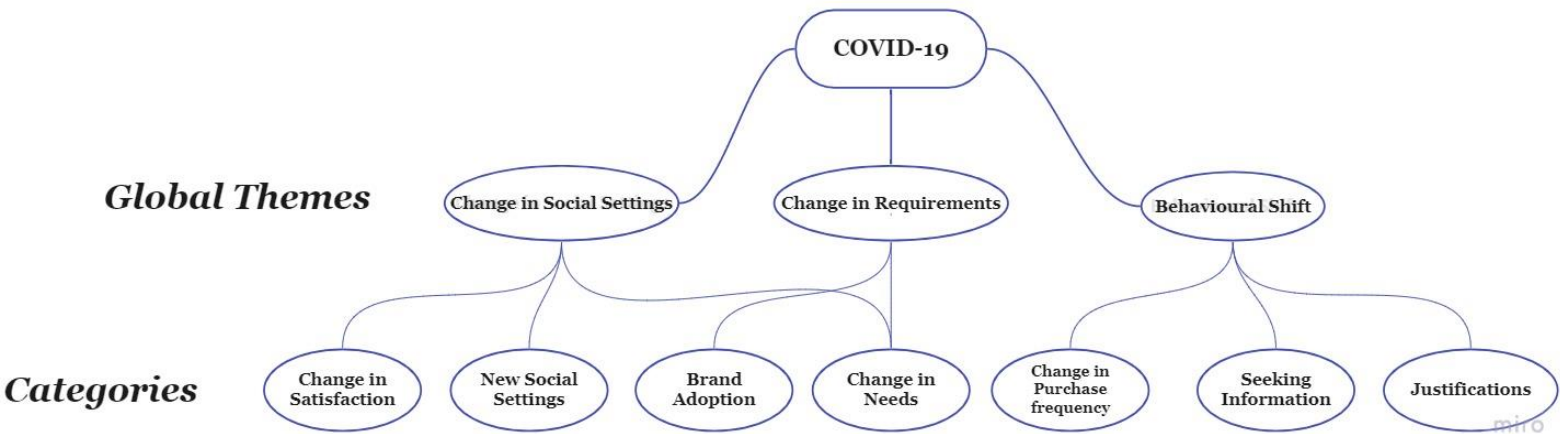 COVID-19
Global Themes
Change in Social Settings
Change in Requirements
Behavioural Shift
Categories
Change in
Satisfaction
New Social
Settings
Brand
Adoption
Change in
Needs
Change in
Purchase
frequency
Seeking
Information
Justifications
miro